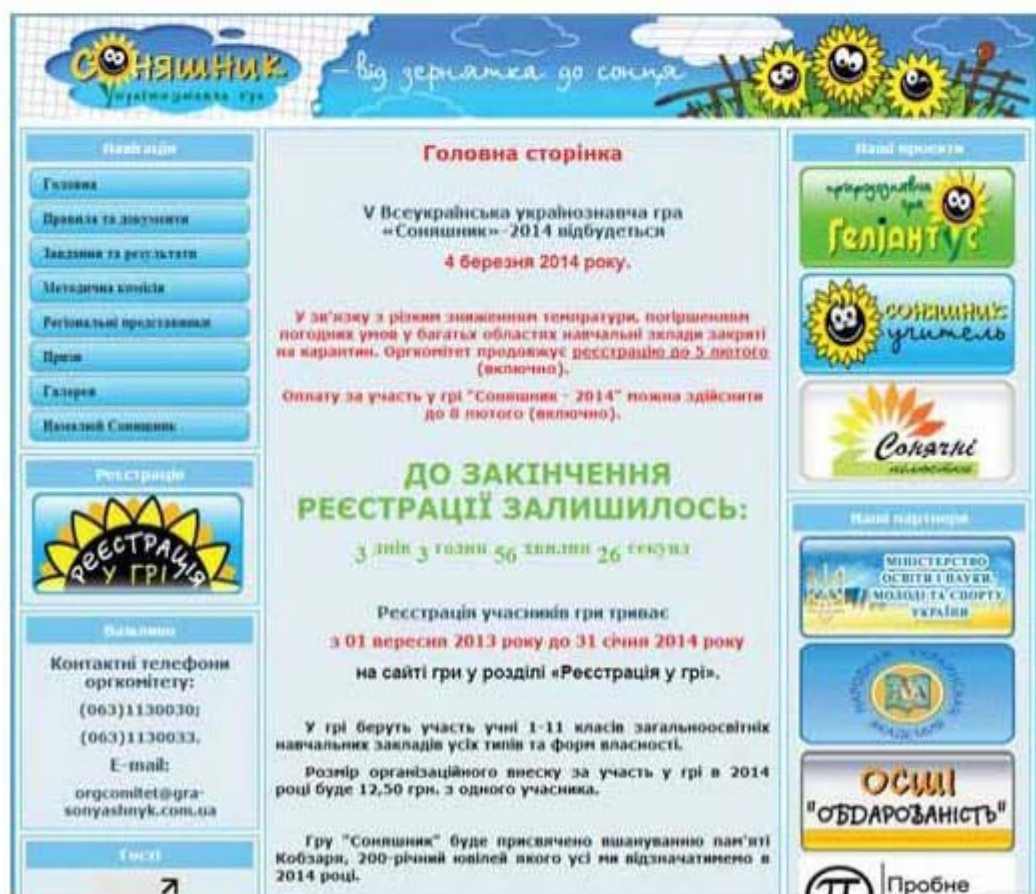 Соняшник
Українознавча гра
– від зернятка до сонця
Навігація
Головна
Правила та документи
Завдання та результати
Методична комісія
Регіональні представники
Призи
Галерея
Намалюй Соняшник
Реєстрація
РЕЄСТРАЦІЯ
У ГРІ
Важливо
Контактні телефони
оргкомітету:
(063)1130030;
(063)1130033.
E-mail:
orgcomitet@gra-
sonyashnyk.com.ua
Гості
Головна сторінка
V Всеукраїнська українознавча гра
«Соняшник»-2014 відбудеться
4 березня 2014 року.
У зв'язку з різким зниженням температури, погіршенням
погодних умов у багатьох областях навчальні заклади закриті
на карантин. Оргкомітет продовжує реєстрацію до 5 лютого
(включно).
Оплату за участь у грі "Соняшник - 2014" можна здійснити
до 8 лютого (включно).
ДО ЗАКІНЧЕННЯ
РЕЄСТРАЦІЇ ЗАЛИШИЛОСЬ:
3 днів 3 годин 56 хвилин 26 секунд
Реєстрація учасників гри триває
з 01 вересня 2013 року до 31 січня 2014 року
на сайті гри у розділі «Реєстрація у грі».
У грі беруть участь учні 1-11 класів загальноосвітніх
навчальних закладів усіх типів та форм власності.
Розмір організаційного внеску за участь у грі в 2014
році буде 12,50 грн. з одного учасника.
Гру "Соняшник" буде присвячено вшануванню пам'яті
Кобзаря, 200-річний ювілей якого усі ми відзначатимемо в
2014 році.
Наші проекти
природознавча
гра
Геліантус
СОНЯШНИК
учитель
Сонячні
Наші партнери
МІНІСТЕРСТВО
ОСВІТИ І НАУКИ,
МОЛОДІ ТА СПОРТУ
УКРАЇНИ
НАРОДНАЯ УКРАИНСКАЯ
АКАДЕМИЯ
ОСШІ
"ОБДАРОВАНІСТЬ"
Пробне